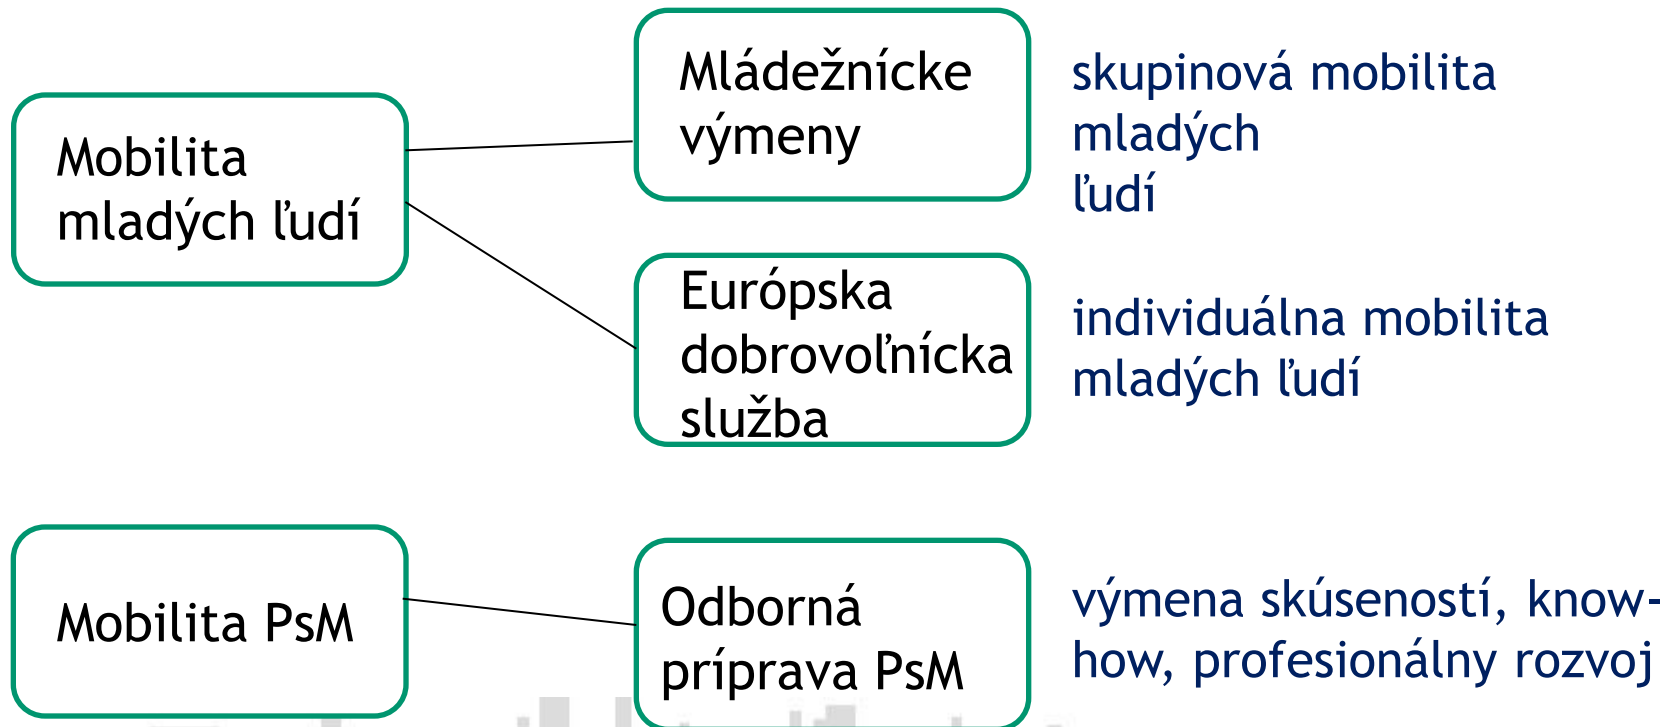 Mobilita
mladých ľudí
Mládežnícke
výmeny
skupinová mobilita
mladých
ľudí
Európska
dobrovoľnícka
služba
individuálna mobilita
mladých ľudí
Mobilita PsM
Odborná
príprava PsM
výmena skúseností, know-
how, profesionálny rozvoj